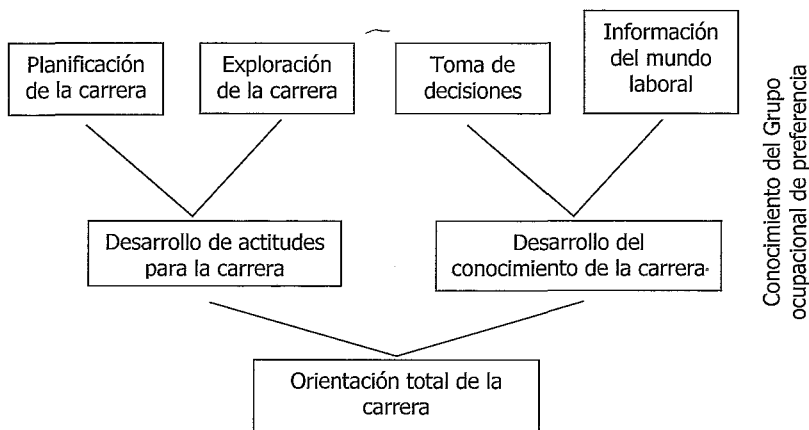 Planificación
de la carrera
Exploración
de la carrera
Toma de
decisiones
Información
del mundo
laboral
Desarrollo de actitudes
para la carrera
Desarrollo del
conocimiento de la carrera
Orientación total de la
carrera
Conocimiento del Grupo
ocupacional de preferencia